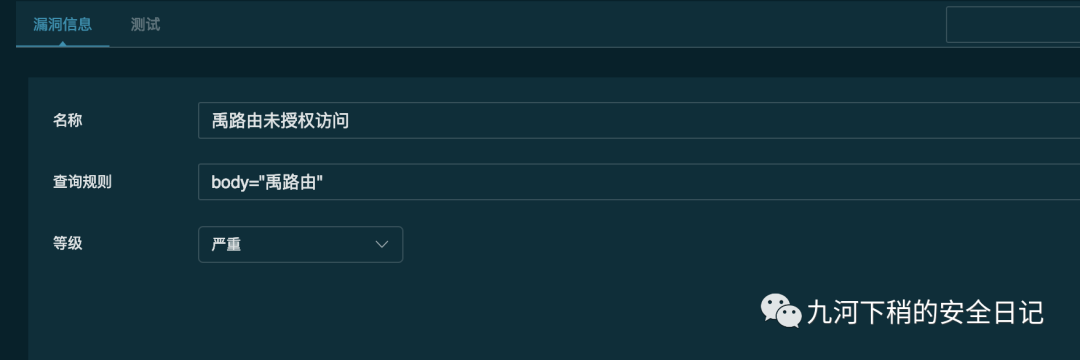 漏洞信息 测试
名称 禹路由未授权访问
查询规则 body="禹路由"
等级 严重
九河下稍的安全日记